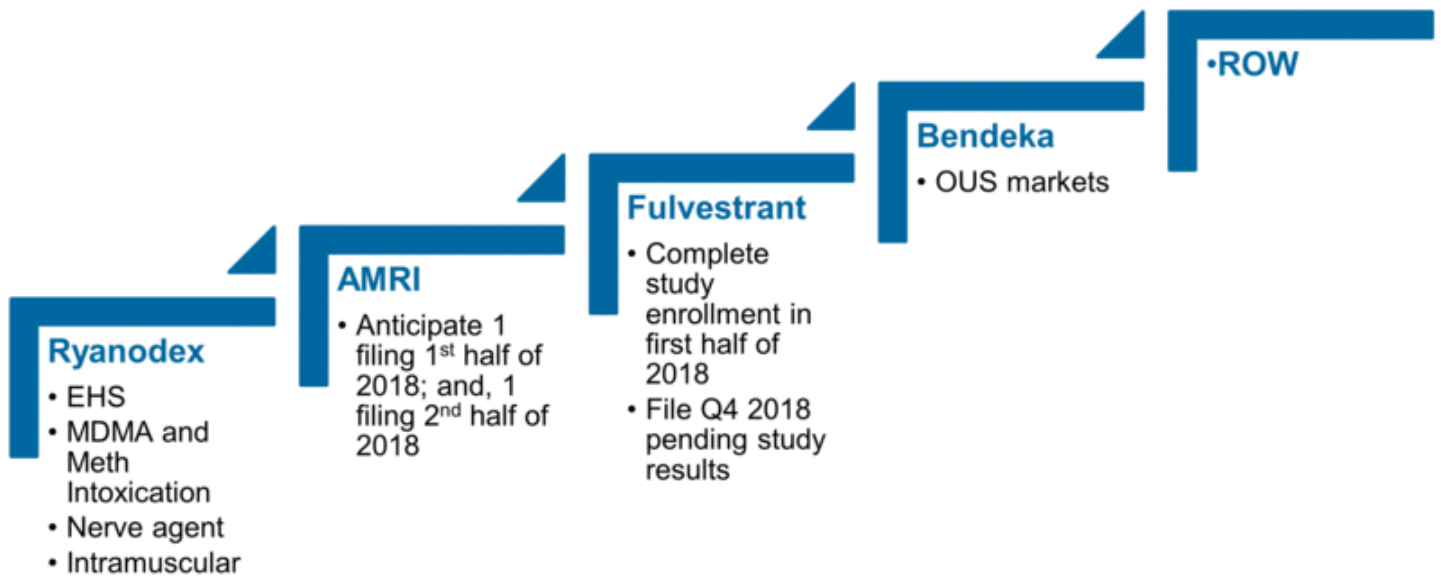 Ryanodex
• EHS
• MDMA and
Meth
Intoxication
• Nerve agent
• Intramuscular
AMRI
• Anticipate 1
filing 1st half of
2018; and, 1
filing 2nd half of
2018
Fulvestrant
• Complete
study
enrollment in
first half of
2018
• File Q4 2018
pending study
results
Bendeka
• OUS markets
•ROW